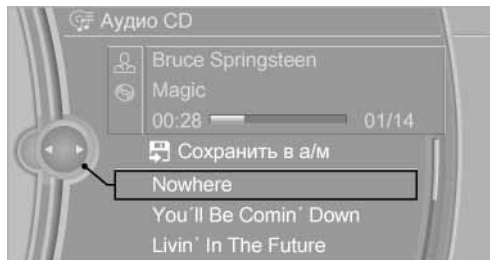 Аудио CD
Bruce Springsteen
Magic
00:28 01/14
Сохранить в а/м
Nowhere
You´ll Be Comin´ Down
Livin´ In The Future